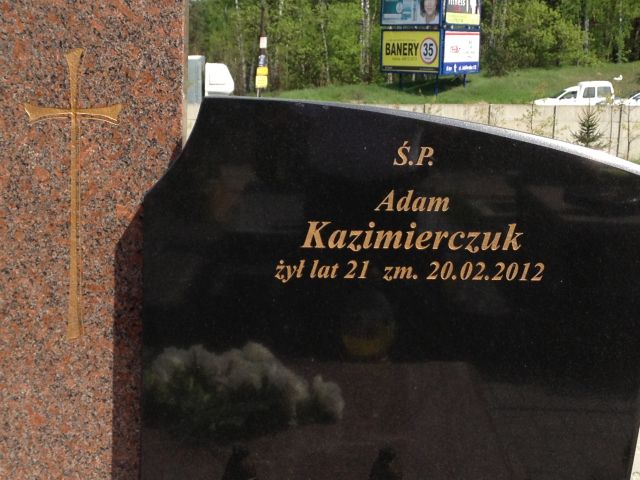 BANERY 35
Ś.P.
Adam
Kazimierczuk
żył lat 21 zm. 20.02.2012